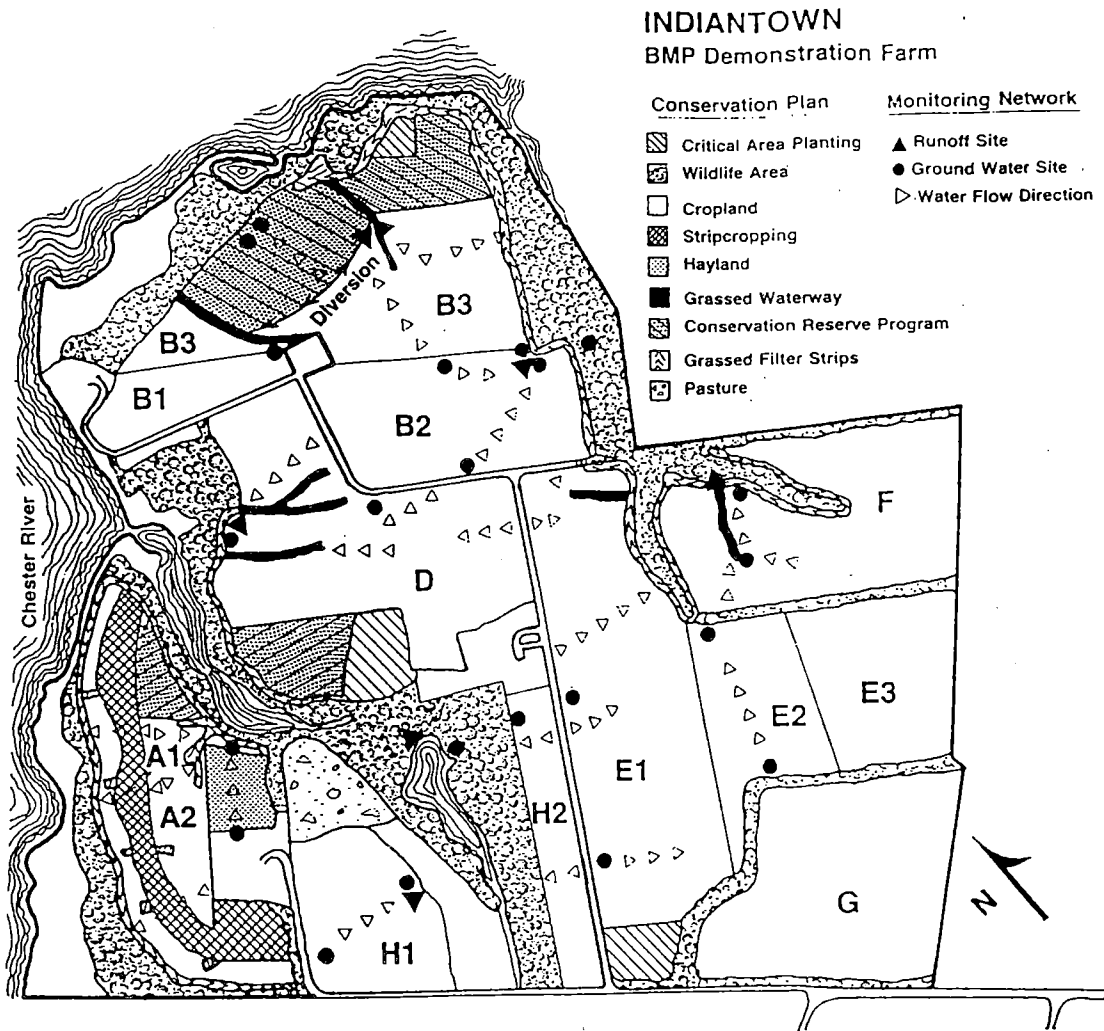 INDIANTOWN
BMP Demonstration Farm
Conservation Plan
Critical Area Planting
Wildlife Area
Cropland
Stripcropping
Hayland
Grassed Waterway
Conservation Reserve Program
Grassed Filter Strips
Pasture
Monitoring Network
Runoff Site
Ground Water Site
Water Flow Direction
Diversion
B3
B3
B1
B2
Chester River
F
D
E3
E2
A1
E1
A2
H2
G
H1
N